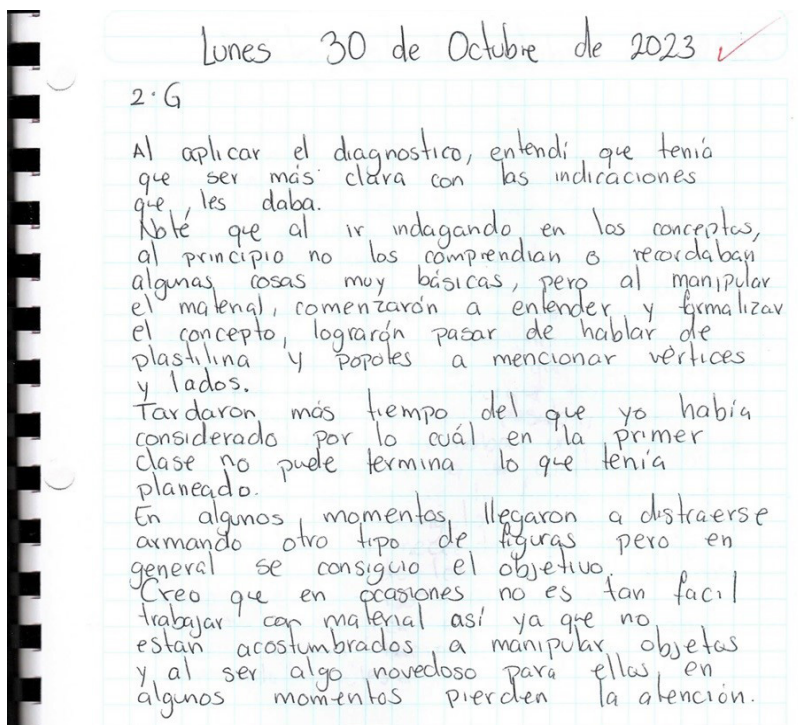 Lunes 30 de Octubre de 2023
2°G
Al aplicar el diagnostico, entendí que tenía
que ser más clara con las indicaciones
que les daba.
Noté que al ir indagando en los conceptos,
al principio no los comprendian o recordaban
algunas cosas muy básicas, pero al manipular
el material, comenzarón a entender y formalizar
el concepto, lograrón pasar de hablar de
plastilina y popotes a mencionar vértices
y lados.
Tardaron más tiempo del que yo había
considerado por lo cuál en la primer
clase no puede termina lo que tenía
planeado.
En algunos momentos llegaron a distraerse
armando otro tipo de figuras pero en
general se consiguio el objetivo.
Creo que en ocasiones no es tan facil
trabajar con material así ya que no
estan acostumbrados a manipular objetos
y al ser algo novedoso para ellos en
algunos momentos pierden la atención.